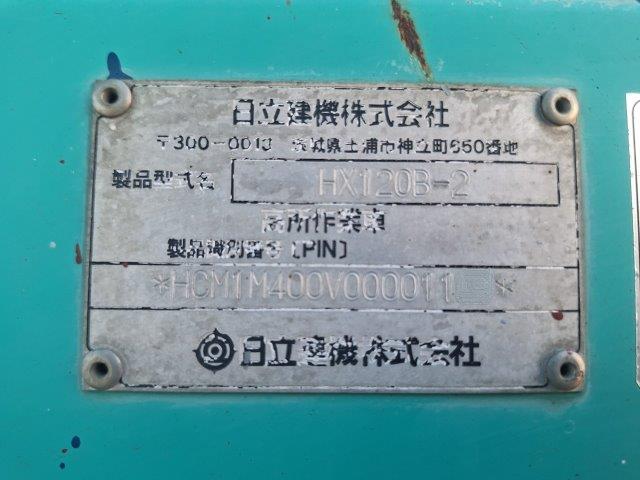 日立建機株式会社
〒300-0013 茨城県土浦市神立町650番地
製品型式名 HX120B-2
高所作業車
製品識別番号 (PIN)
*HCM1M400V000011 *
日立建機株式会社